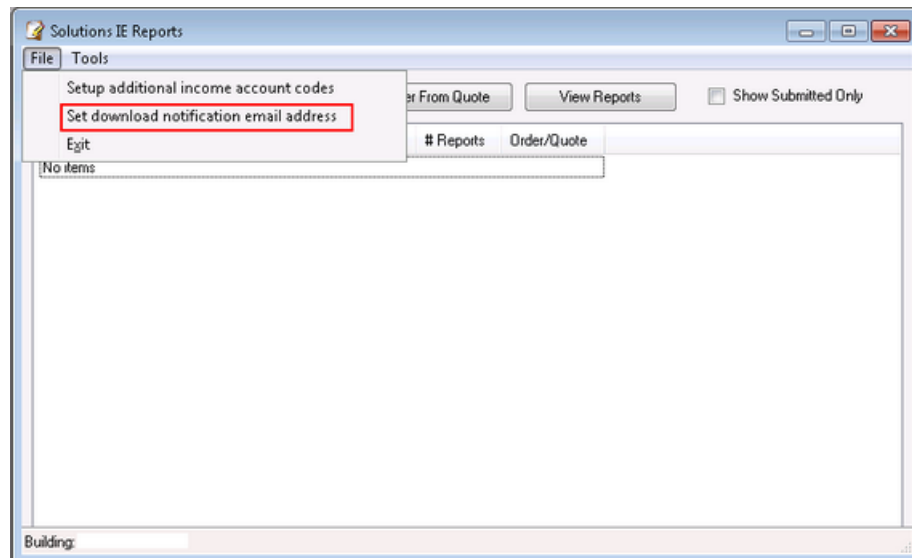 Solutions IE Reports
File Tools
Setup additional income account codes
Set download notification email address
Exit
From Quote
View Reports
Show Submitted Only
# Reports Order/Quote
No items
Building: